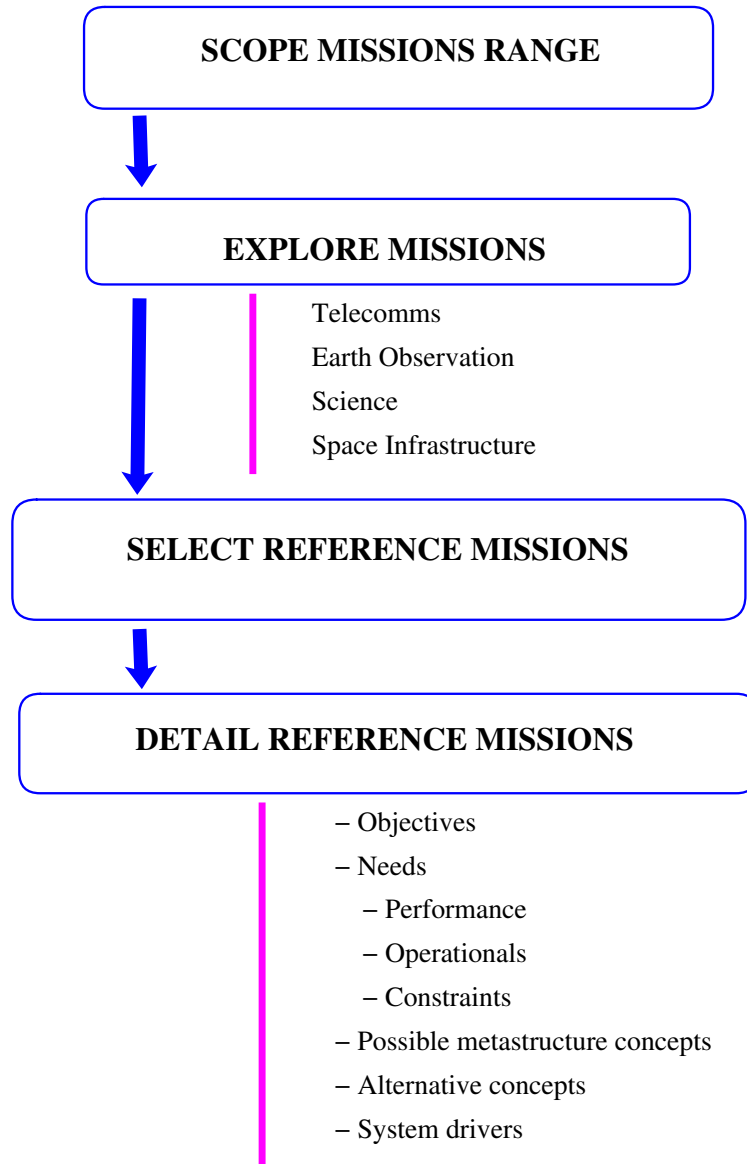 SCOPE MISSIONS RANGE
EXPLORE MISSIONS
Telecomms
Earth Observation
Science
Space Infrastructure
SELECT REFERENCE MISSIONS
DETAIL REFERENCE MISSIONS
− Objectives
− Needs
− Performance
− Operationals
− Constraints
− Possible metastructure concepts
− Alternative concepts
− System drivers